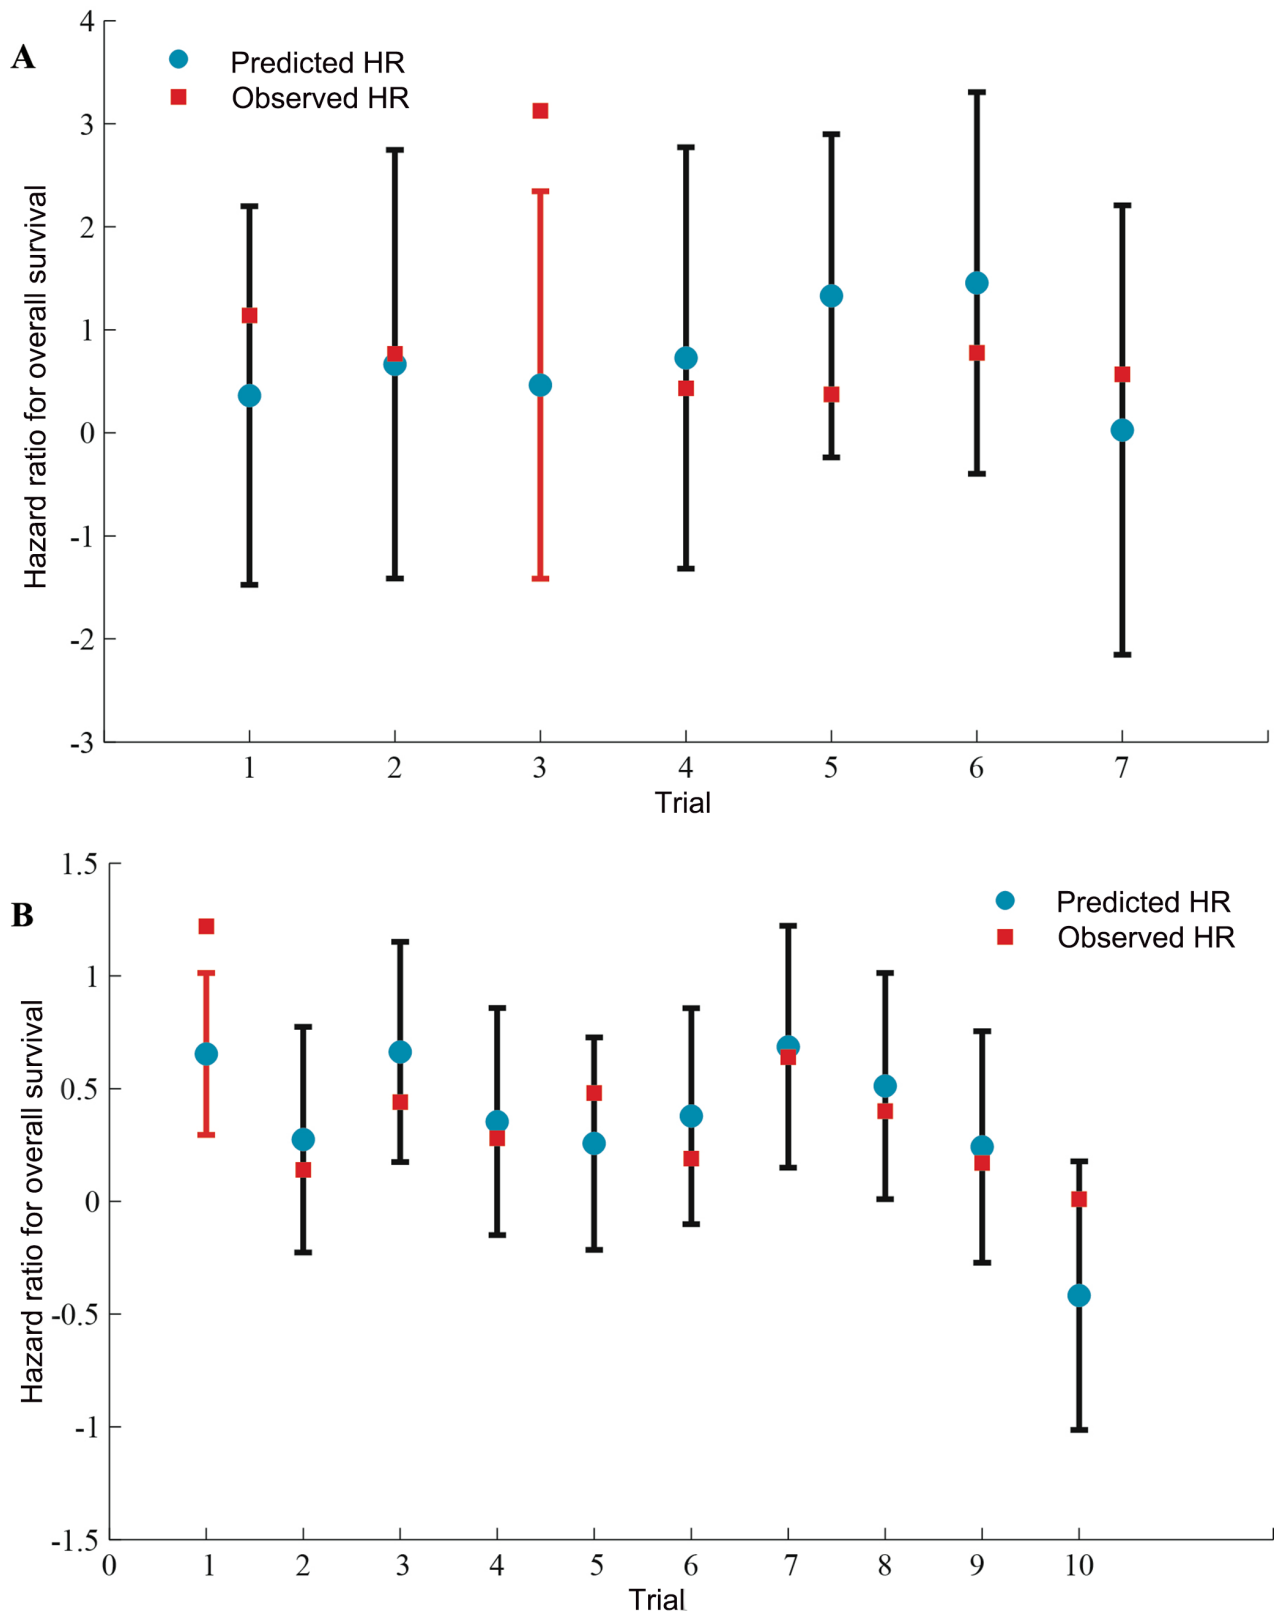 A
Predicted HR
Observed HR
Hazard ratio for overall survival
4
3
2
1
0
-1
-2
-3
1 2 3 4 5 6 7
Trial
B
Predicted HR
Observed HR
Hazard ratio for overall survival
1.5
1
0.5
0
-0.5
-1
-1.5
0 1 2 3 4 5 6 7 8 9 10
Trial